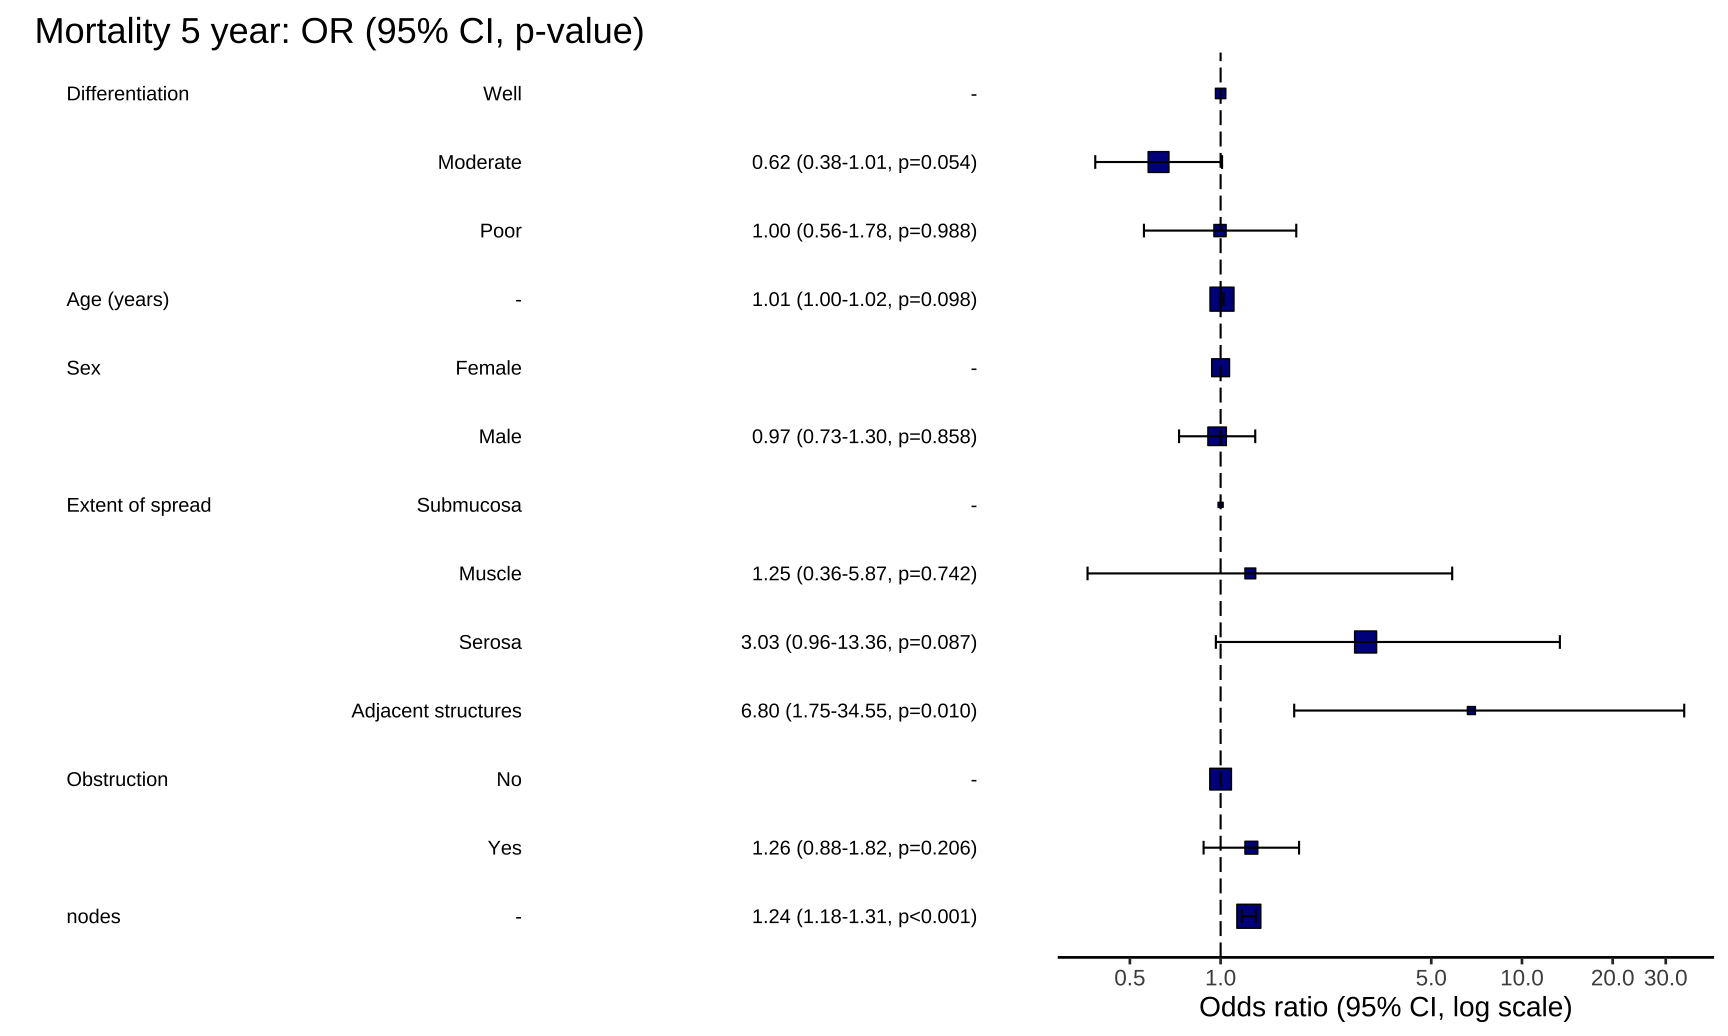 Mortality 5 year: OR (95% CI, p-value)
Differentiation Well -
Moderate 0.62 (0.38-1.01, p=0.054)
Poor 1.00 (0.56-1.78, p=0.988)
Age (years) - 1.01 (1.00-1.02, p=0.098)
Sex Female -
Male 0.97 (0.73-1.30, p=0.858)
Extent of spread Submucosa -
Muscle 1.25 (0.36-5.87, p=0.742)
Serosa 3.03 (0.96-13.36, p=0.087)
Adjacent structures 6.80 (1.75-34.55, p=0.010)
Obstruction No -
Yes 1.26 (0.88-1.82, p=0.206)
nodes - 1.24 (1.18-1.31, p<0.001)
0.5 1.0 5.0 10.0 20.0 30.0
Odds ratio (95% CI, log scale)